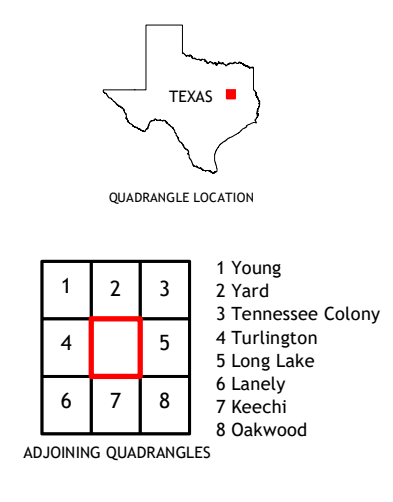 TEXAS
QUADRANGLE LOCATION
1 2 3
4 5
6 7 8
1 Young
2 Yard
3 Tennessee Colony
4 Turlington
5 Long Lake
6 Lanely
7 Keechi
8 Oakwood
ADJOINING QUADRANGLES